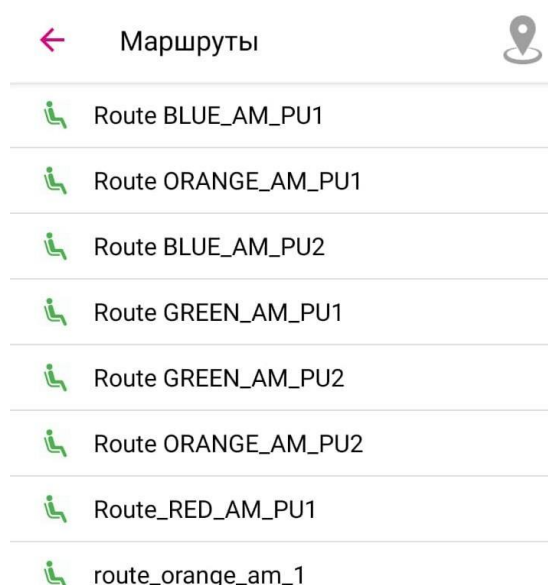 Маршруты
Route BLUE_AM_PU1
Route ORANGE_AM_PU1
Route BLUE_AM_PU2
Route GREEN_AM_PU1
Route GREEN_AM_PU2
Route ORANGE_AM_PU2
Route_RED_AM_PU1
route_orange_am_1